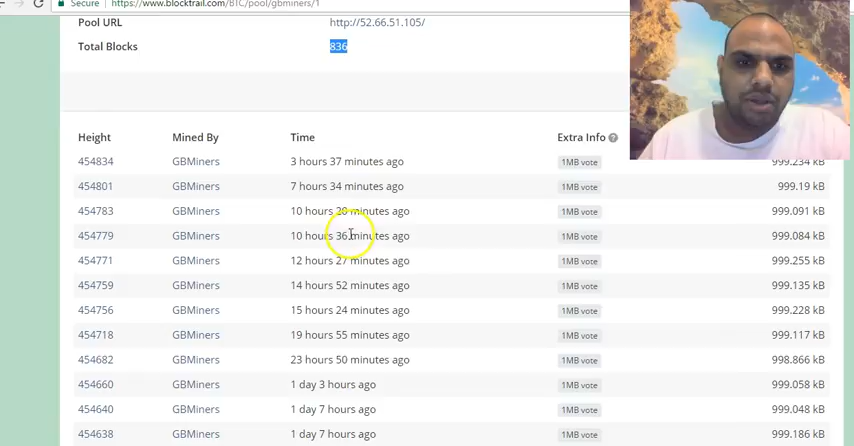 Secure https://www.blocktrail.com/BTC/pool/gbminers/1
Pool URL http://52.66.51.105/
Total Blocks 836
Height Mined By Time Extra Info
454834 GBMiners 3 hours 37 minutes ago 1MB vote 999.234 kB
454801 GBMiners 7 hours 34 minutes ago 1MB vote 999.19 kB
454783 GBMiners 10 hours 20 minutes ago 1MB vote 999.091 kB
454779 GBMiners 10 hours 36 minutes ago 1MB vote 999.084 kB
454771 GBMiners 12 hours 27 minutes ago 1MB vote 999.255 kB
454759 GBMiners 14 hours 52 minutes ago 1MB vote 999.135 kB
454756 GBMiners 15 hours 24 minutes ago 1MB vote 999.228 kB
454718 GBMiners 19 hours 55 minutes ago 1MB vote 999.117 kB
454682 GBMiners 23 hours 50 minutes ago 1MB vote 998.866 kB
454660 GBMiners 1 day 3 hours ago 1MB vote 999.058 kB
454640 GBMiners 1 day 7 hours ago 1MB vote 999.048 kB
454638 GBMiners 1 day 7 hours ago 1MB vote 999.186 kB